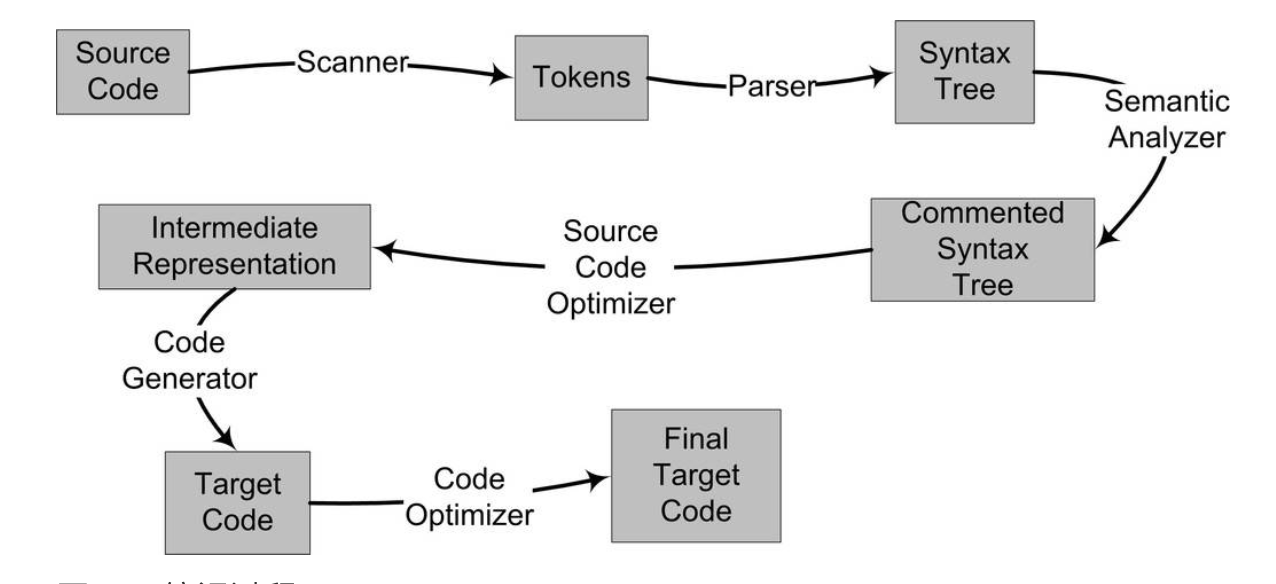 Source
Code
Scanner
Tokens
Parser
Syntax
Tree
Semantic
Analyzer
Commented
Syntax
Tree
Source
Code
Optimizer
Intermediate
Representation
Code
Generator
Target
Code
Code
Optimizer
Final
Target
Code